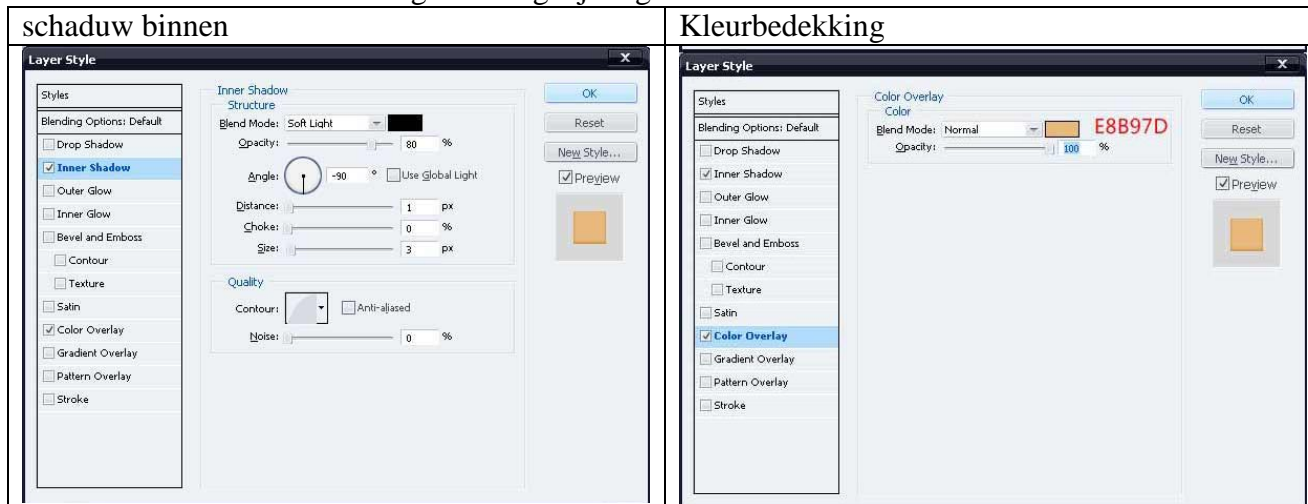 schaduw binnen
Kleurbedekking
Layer Style
X
Styles
Blending Options: Default
Drop Shadow
Inner Shadow
Outer Glow
Inner Glow
Bevel and Emboss
Contour
Texture
Satin
Color Overlay
Gradient Overlay
Pattern Overlay
Stroke
Inner Shadow
Structure
Blend Mode: Soft Light
Opacity: 80 %
Angle: -90 ° Use Global Light
Distance: 1 px
Choke: 0 %
Size: 3 px
Quality
Contour: Anti-aliased
Noise: 0 %
OK
Reset
New Style...
Preview
Layer Style
X
Styles
Blending Options: Default
Drop Shadow
Inner Shadow
Outer Glow
Inner Glow
Bevel and Emboss
Contour
Texture
Satin
Color Overlay
Gradient Overlay
Pattern Overlay
Stroke
Color Overlay
Color
Blend Mode: Normal E8B97D
Opacity: 100 %
OK
Reset
New Style...
Preview